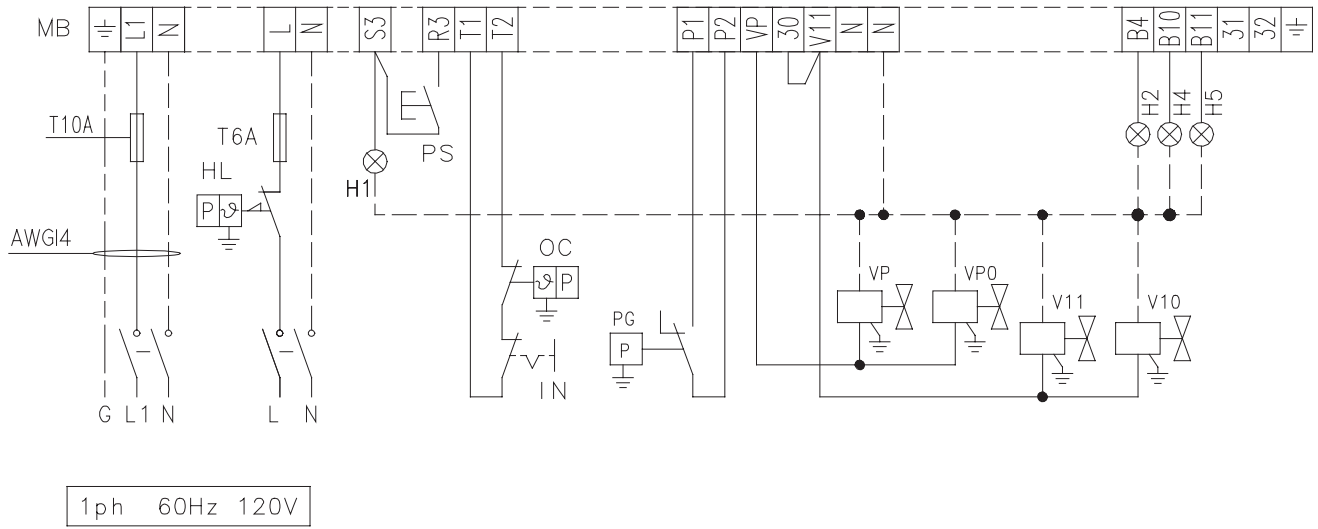 MB L1 N L N S3 R3 T1 T2 P1 P2 VP 30 V11 N N B4 B10 B11 31 32
H2 H4 H5
T10A
T6A
PS
HL
H1
P ϑ
AWG14
OC
ϑ P
VP
VP0
V11
V10
PG
P
IN
G L1 N L N
1ph 60Hz 120V